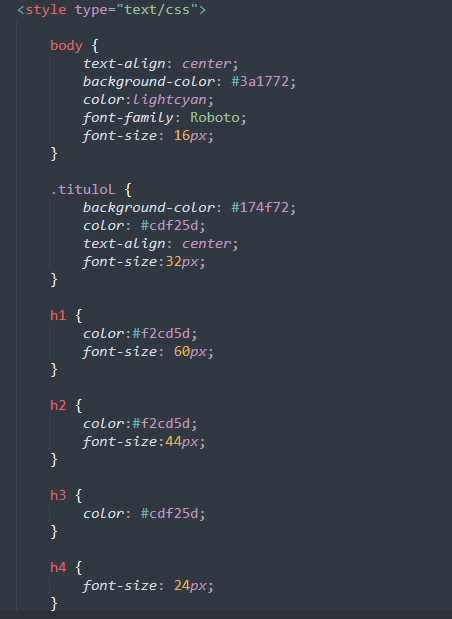 <style type="text/css">
body {
text-align: center;
background-color: #3a1772;
color:lightcyan;
font-family: Roboto;
font-size: 16px;
}
.tituloL {
background-color: #174f72;
color: #cdf25d;
text-align: center;
font-size:32px;
}
h1 {
color:#f2cd5d;
font-size: 60px;
}
h2 {
color:#f2cd5d;
font-size:44px;
}
h3 {
color: #cdf25d;
}
h4 {
font-size: 24px;
}